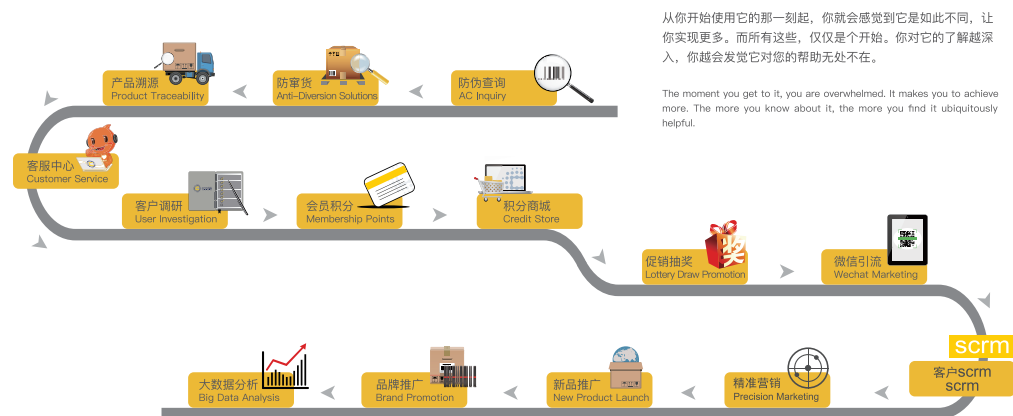 从你开始使用它的那一刻起，你就会感觉到它是如此不同，让
你实现更多。而所有这些，仅仅是个开始。你对它的了解越深
入，你越会发觉它对您的帮助无处不在。
The moment you get to it, you are overwhelmed. It makes you to achieve
more. The more you know about it, the more you find it ubiquitously
helpful.
产品溯源
Product Traceability
防窜货
Anti-Diversion Solutions
防伪查询
AC Inquiry
客服中心
Customer Service
客户调研
User Investigation
会员积分
Membership Points
积分商城
Credit Store
促销抽奖
Lottery Draw Promotion
奖
微信引流
Wechat Marketing
scrm
客户scrm
scrm
精准营销
Precision Marketing
新品推广
New Product Launch
品牌推广
Brand Promotion
大数据分析
Big Data Analysis